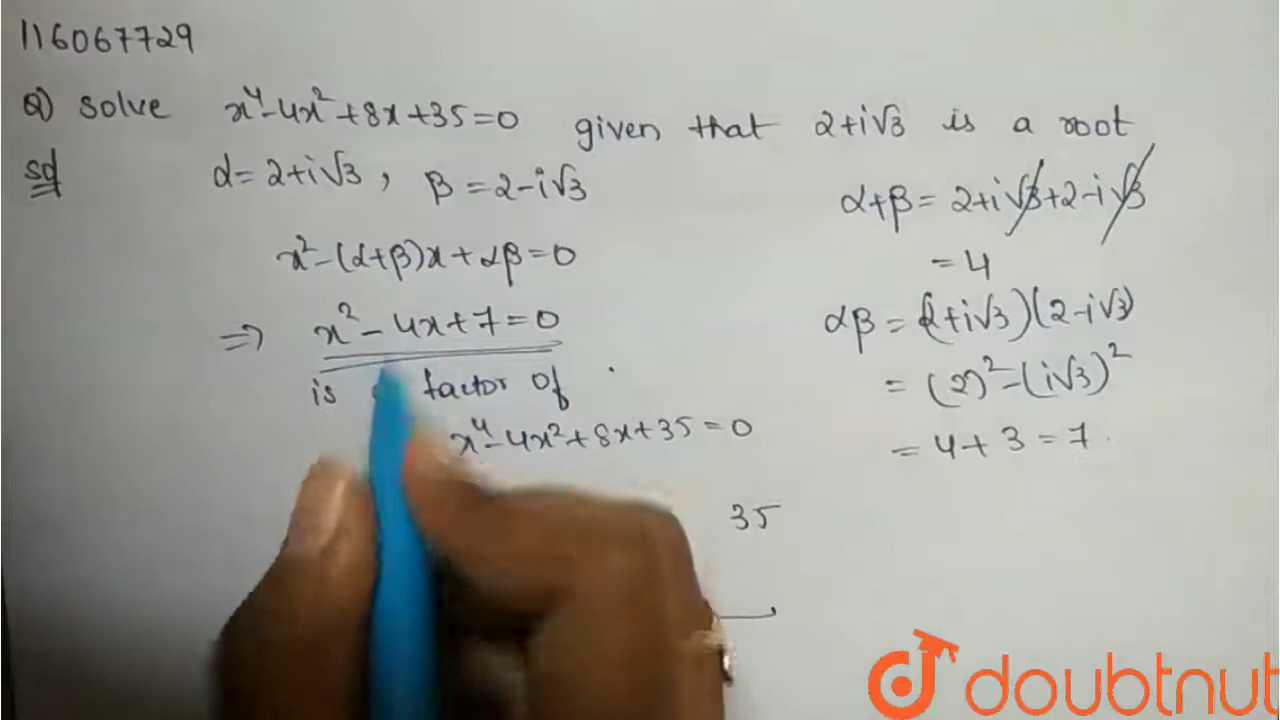 116067729
Q) solve x⁴-4x²+8x+35=0 given that 2+i√3 is a root
Sol α=2+i√3, β=2-i√3
x²-(α+β)x+αβ=0
⇒ x²-4x+7=0
is factor of
x⁴-4x²+8x+35=0
35
α+β=2+i√3+2-i√3
=4
αβ=(2+i√3)(2-i√3)
=(2)²-(i√3)²
=4+3=7.
doubtnut